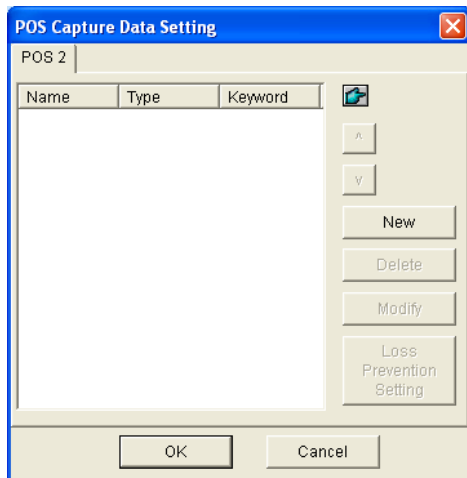 POS Capture Data Setting
POS 2
Name Type Keyword
New
Delete
Modify
Loss
Prevention
Setting
OK Cancel